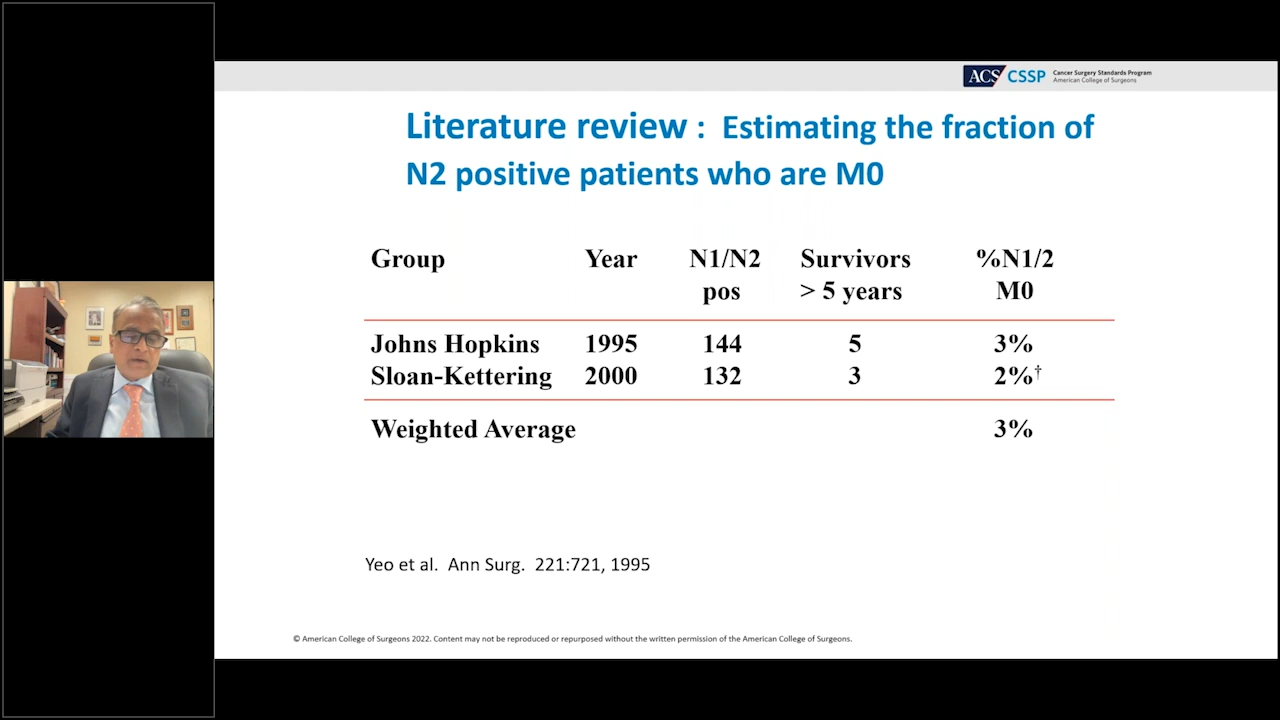 ACS CSSP Cancer Surgery Standards Program
American College of Surgeons
Literature review : Estimating the fraction of
N2 positive patients who are M0
Group Year N1/N2 Survivors %N1/2
pos > 5 years M0
Johns Hopkins 1995 144 5 3%
Sloan-Kettering 2000 132 3 2%†
Weighted Average 3%
Yeo et al. Ann Surg. 221:721, 1995
© American College of Surgeons 2022. Content may not be reproduced or repurposed without the written permission of the American College of Surgeons.